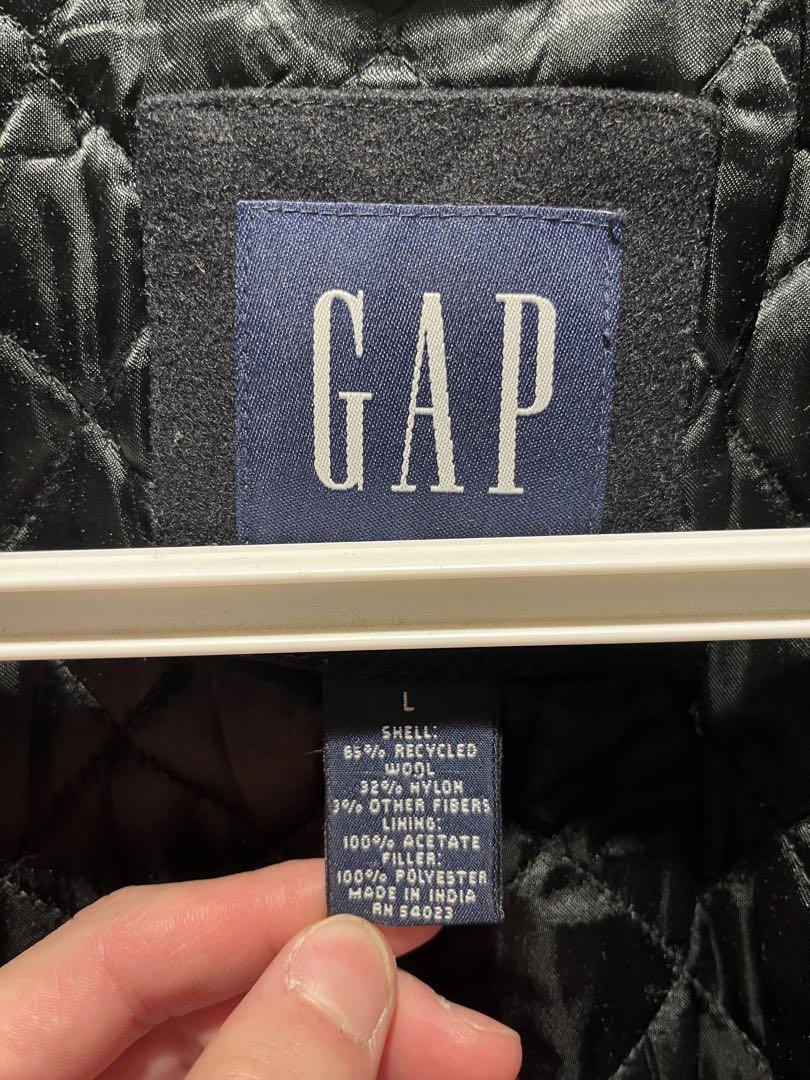 GAP
L
SHELL:
65% RECYCLED
WOOL
32% NYLON
3% OTHER FIBERS
LINING:
100% ACETATE
FILLER:
100% POLYESTER
MADE IN INDIA
RN 54023